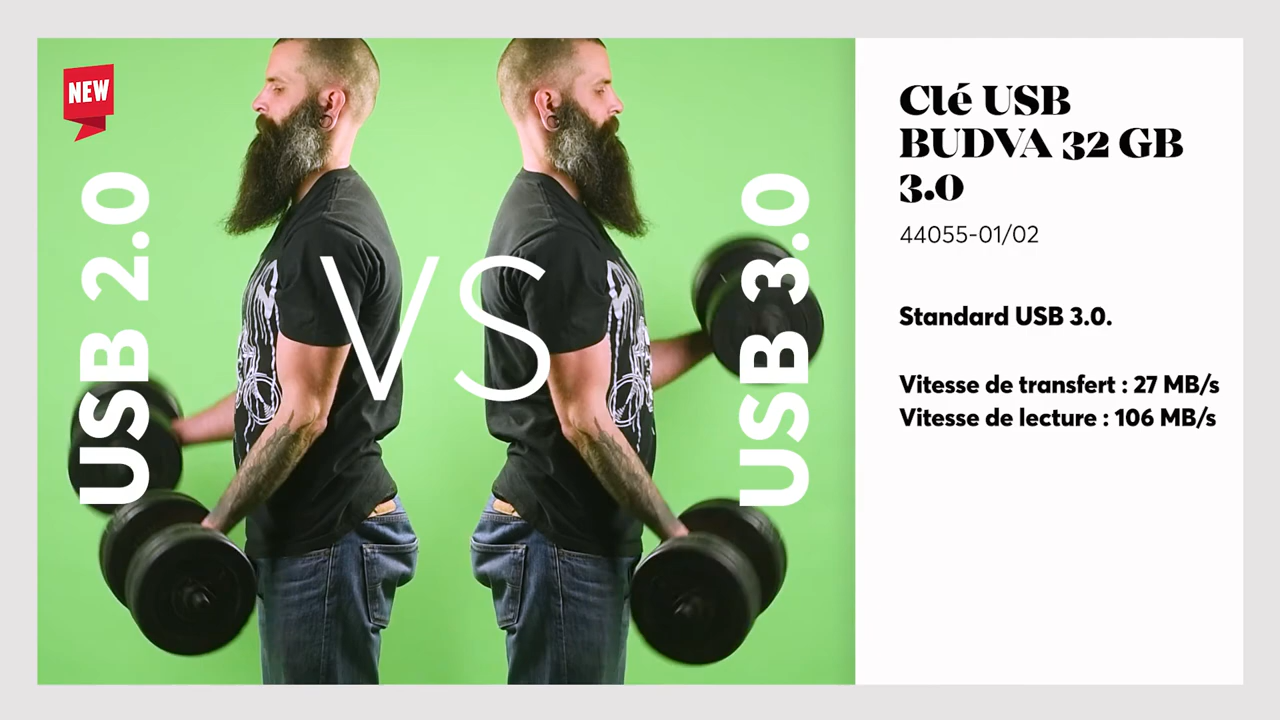 NEW
USB 2.0
VS
USB 3.0
Clé USB
BUDVA 32 GB
3.0
44055-01/02
Standard USB 3.0.
Vitesse de transfert : 27 MB/s
Vitesse de lecture : 106 MB/s